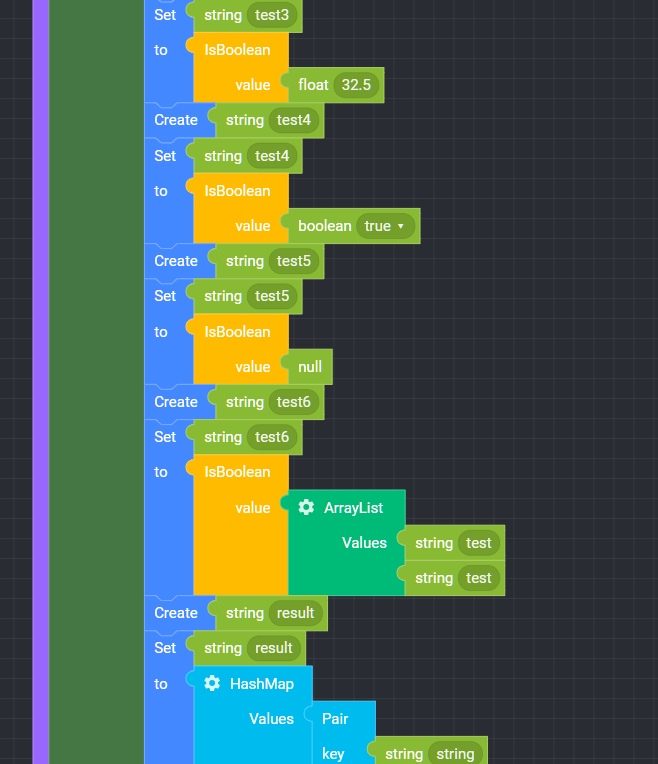 Set string test3
to IsBoolean
value float 32.5
Create string test4
Set string test4
to IsBoolean
value boolean true
Create string test5
Set string test5
to IsBoolean
value null
Create string test6
Set string test6
to IsBoolean
value ArrayList
Values string test
string test
Create string result
Set string result
to HashMap
Values Pair
key string string